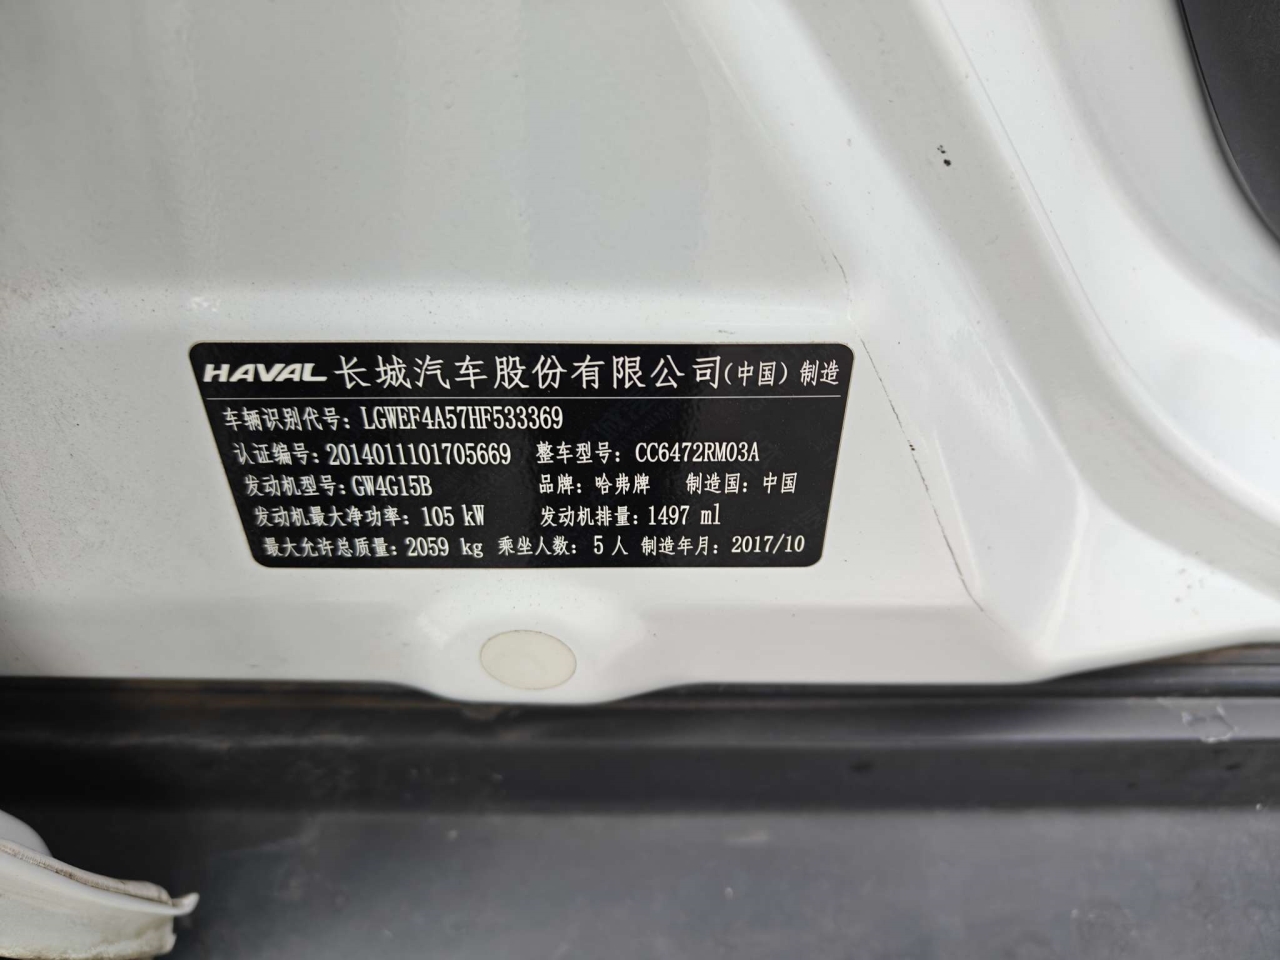 HAVAL 长城汽车股份有限公司(中国)制造
车辆识别代号：LGWEF4A57HF533369
认证编号：2014011101705669 整车型号：CC6472RM03A
发动机型号：GW4G15B 品牌：哈弗牌 制造国：中国
发动机最大净功率：105 kW 发动机排量：1497 ml
最大允许总质量：2059 kg 乘坐人数：5 人 制造年月：2017/10